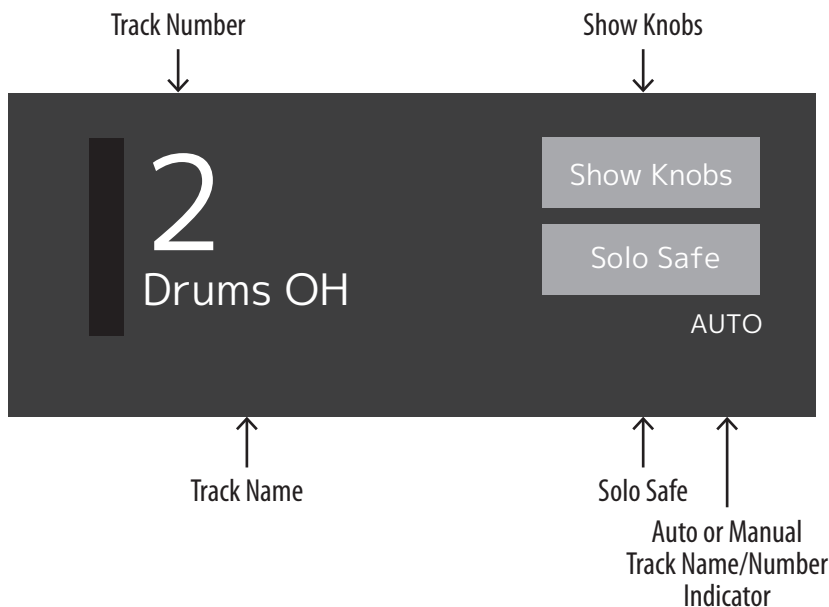 Track Number
Show Knobs
2
Show Knobs
Drums OH
Solo Safe
AUTO
Track Name
Solo Safe
Auto or Manual
Track Name/Number
Indicator